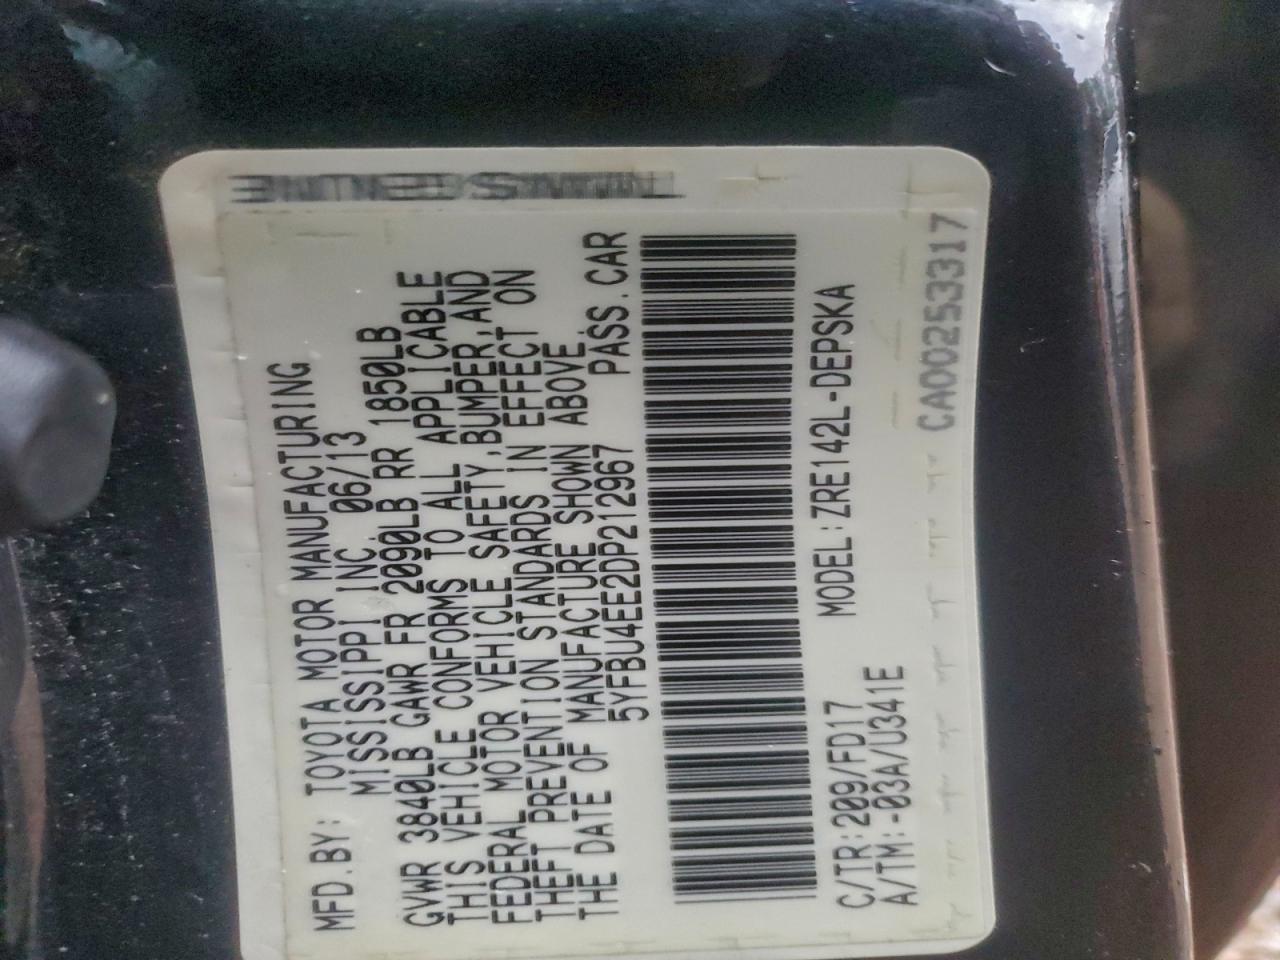 MFD.BY: TOYOTA MOTOR MANUFACTURING
MISSISSIPPI INC. 06/13
GVWR 3840LB GAWR FR 2090LB RR 1850LB
THIS VEHICLE CONFORMS TO ALL APPLICABLE
FEDERAL MOTOR VEHICLE SAFETY,BUMPER,AND
THEFT PREVENTION STANDARDS IN EFFECT ON
THE DATE OF MANUFACTURE SHOWN ABOVE.
5YFBU4EE2DP212967 PASS.CAR
C/TR:209/FD17 MODEL:ZRE142L-DEPSKA
A/TM:-03A/U341E
CA00253317